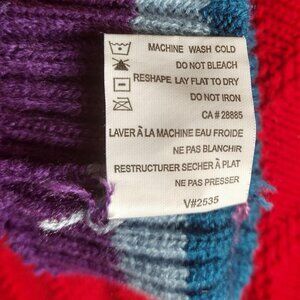 MACHINE WASH COLD
DO NOT BLEACH
RESHAPE LAY FLAT TO DRY
DO NOT IRON
CA # 28885
LAVER À LA MACHINE EAU FROIDE
NE PAS BLANCHIR
RESTRUCTURER SECHER À PLAT
NE PAS PRESSER
V#2535